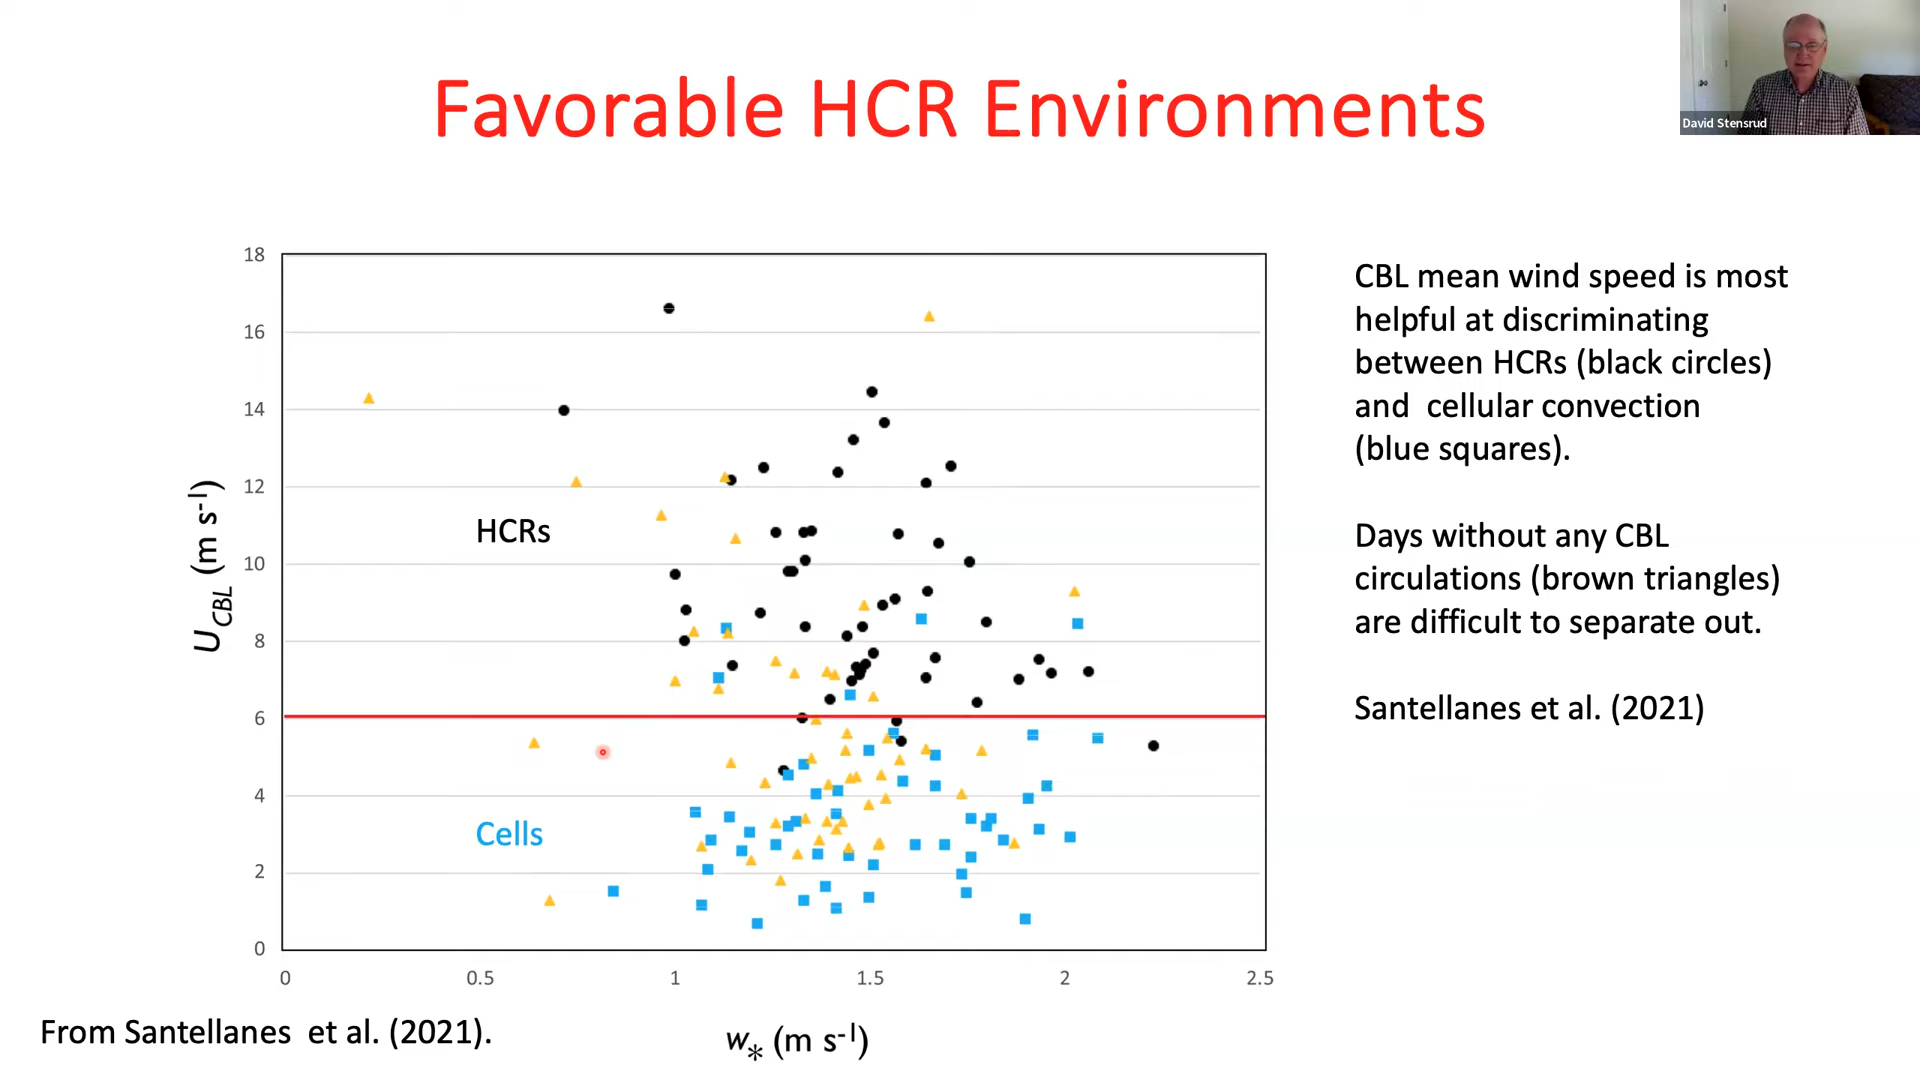 Favorable HCR Environments
David Stensrud
18
16
14
12
10
8
6
4
2
0
U_CBL (m s⁻¹)
HCRs
Cells
0 0.5 1 1.5 2 2.5
w* (m s⁻¹)
CBL mean wind speed is most
helpful at discriminating
between HCRs (black circles)
and cellular convection
(blue squares).
Days without any CBL
circulations (brown triangles)
are difficult to separate out.
Santellanes et al. (2021)
From Santellanes et al. (2021).